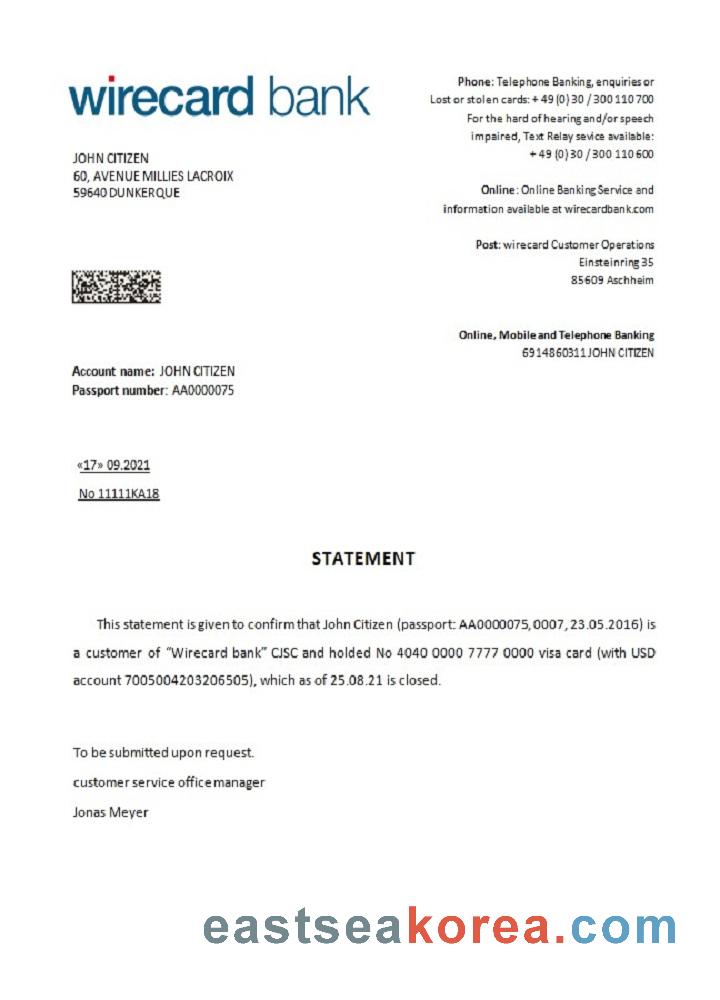 wirecard bank
JOHN CITIZEN
60, AVENUE MILLIES LACROIX
59640 DUNKERQUE
Phone: Telephone Banking, enquiries or
Lost or stolen cards: + 49 (0) 30 / 300 110 700
For the hard of hearing and/or speech
impaired, Text Relay sevice available:
+ 49 (0) 30 / 300 110 600
Online: Online Banking Service and
information available at wirecardbank.com
Post: wirecard Customer Operations
Einsteinring 35
85609 Aschheim
Online, Mobile and Telephone Banking
6914860311 JOHN CITIZEN
Account name: JOHN CITIZEN
Passport number: AA0000075
«17» 09.2021
No 11111KA18
STATEMENT
This statement is given to confirm that John Citizen (passport: AA0000075, 0007, 23.05.2016) is
a customer of “Wirecard bank” CJSC and holded No 4040 0000 7777 0000 visa card (with USD
account 7005004203206505), which as of 25.08.21 is closed.
To be submitted upon request.
customer service office manager
Jonas Meyer
eastseakorea.com